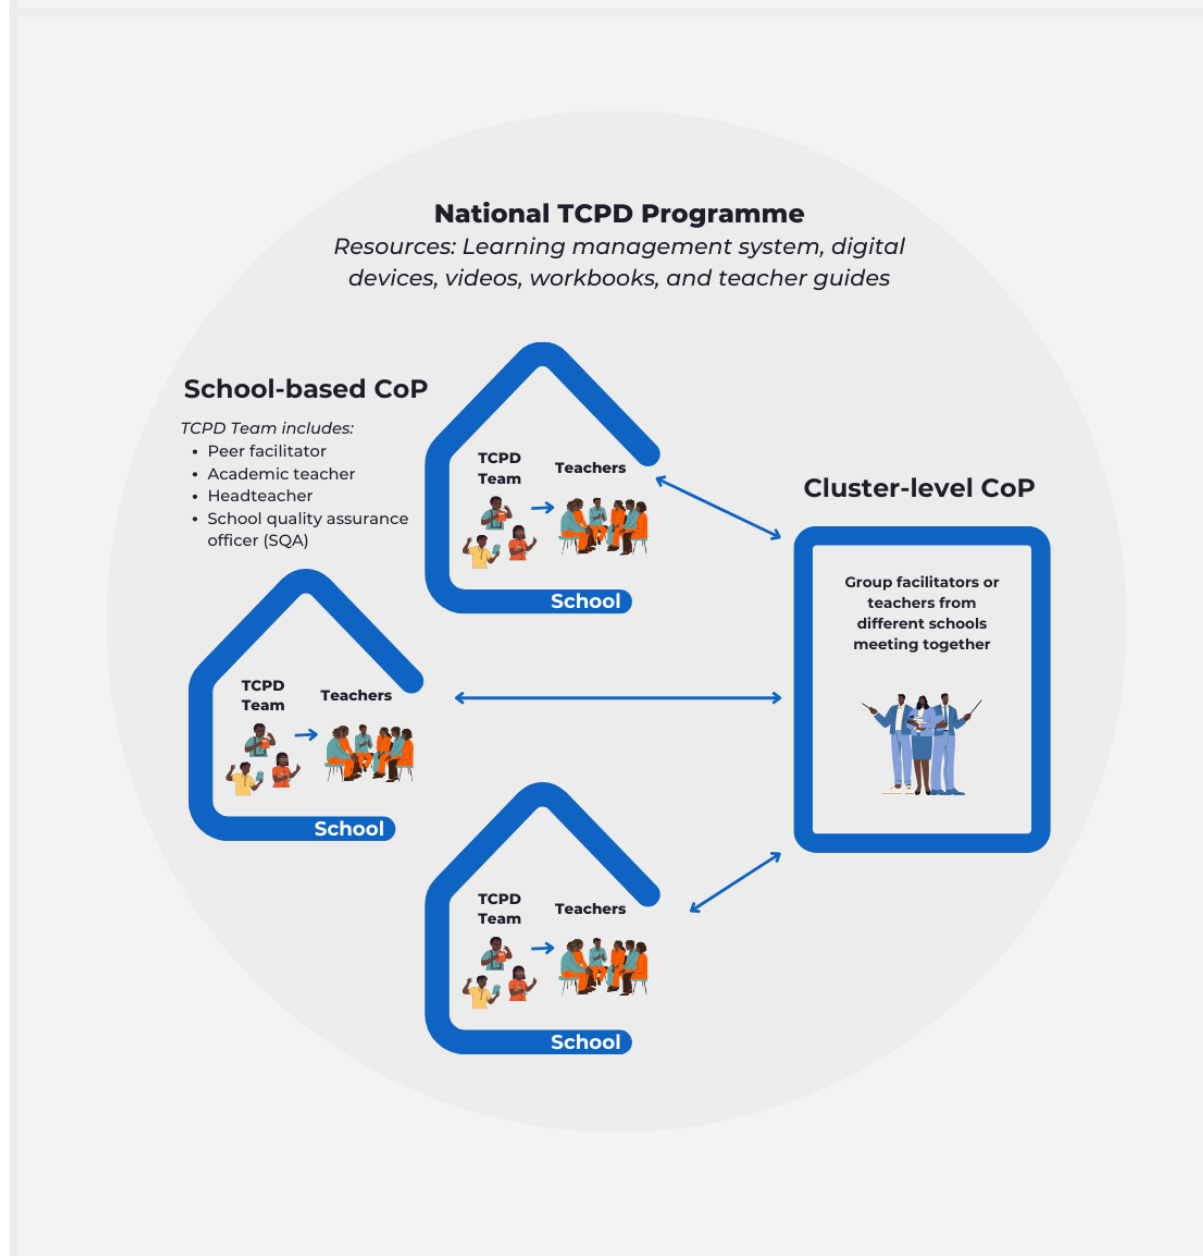 National TCPD Programme
Resources: Learning management system, digital
devices, videos, workbooks, and teacher guides
School-based CoP
TCPD Team includes:
• Peer facilitator
• Academic teacher
• Headteacher
• School quality assurance
officer (SQA)
TCPD
Team
Teachers
School
Cluster-level CoP
Group facilitators or
teachers from
different schools
meeting together
TCPD
Team
Teachers
School
TCPD
Team
Teachers
School